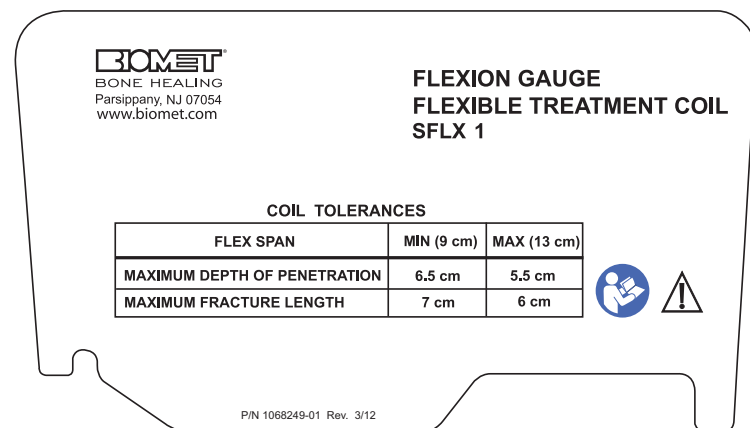 BIOMET®
BONE HEALING
Parsippany, NJ 07054
www.biomet.com
FLEXION GAUGE
FLEXIBLE TREATMENT COIL
SFLX 1
COIL TOLERANCES
FLEX SPAN MIN (9 cm) MAX (13 cm)
MAXIMUM DEPTH OF PENETRATION 6.5 cm 5.5 cm
MAXIMUM FRACTURE LENGTH 7 cm 6 cm
P/N 1068249-01 Rev. 3/12